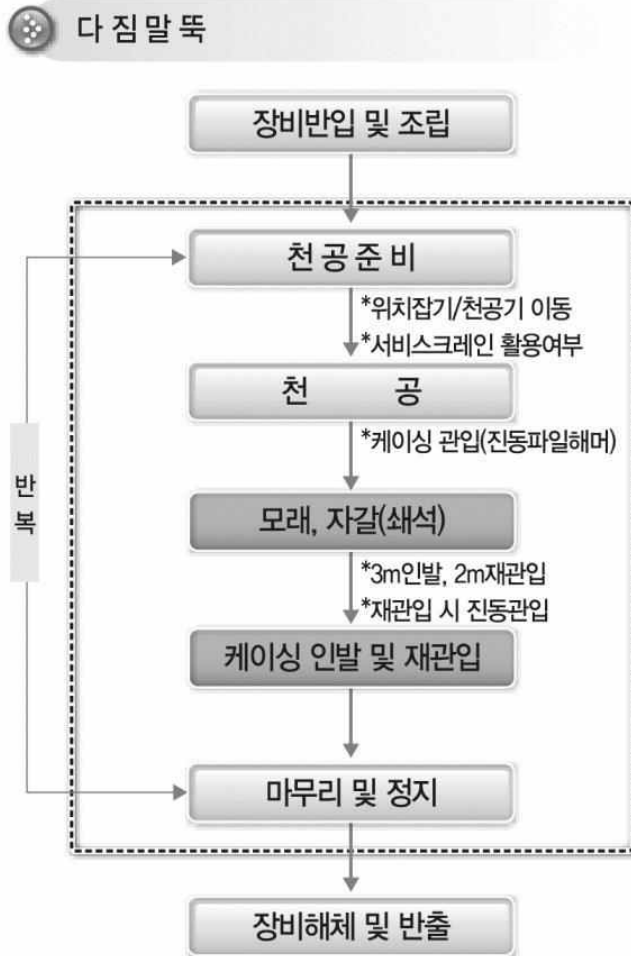 다 짐 말 뚝
장비반입 및 조립
천 공 준 비
*위치잡기/천공기 이동
*서비스크레인 활용여부
천 공
*케이싱 관입(진동파일해머)
반
복
모래, 자갈(쇄석)
*3m인발, 2m재관입
*재관입 시 진동관입
케이싱 인발 및 재관입
마무리 및 정지
장비해체 및 반출